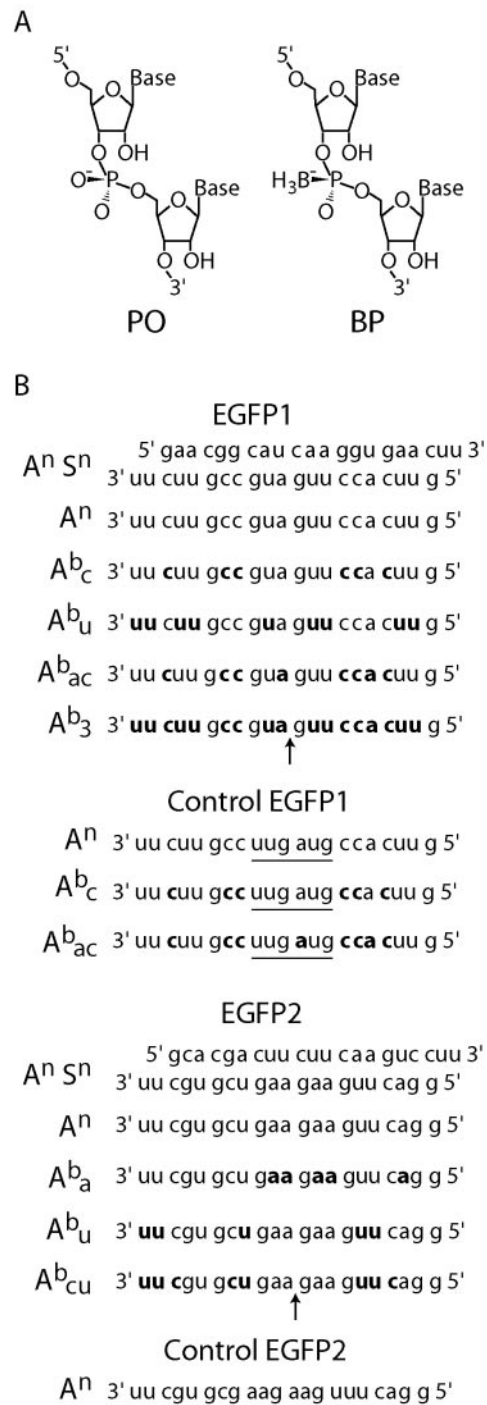 A
5'
O O Base
O OH
O⁻ P O O Base
O
O OH
3'
PO
5'
O O Base
O OH
H₃B⁻ P O O Base
O
O OH
3'
BP
B
EGFP1
5' gaa cgg cau caa ggu gaa cuu 3'
Aⁿ Sⁿ 3' uu cuu gcc gua guu cca cuu g 5'
Aⁿ 3' uu cuu gcc gua guu cca cuu g 5'
Aᵇc 3' uu cuu gcc gua guu cca cuu g 5'
Aᵇu 3' uu cuu gcc gua guu cca cuu g 5'
Aᵇac 3' uu cuu gcc gua guu cca cuu g 5'
Aᵇ3 3' uu cuu gcc gua guu cca cuu g 5'
Control EGFP1
Aⁿ 3' uu cuu gcc uug aug cca cuu g 5'
Aᵇc 3' uu cuu gcc uug aug cca cuu g 5'
Aᵇac 3' uu cuu gcc uug aug cca cuu g 5'
EGFP2
5' gca cga cuu cuu caa guc cuu 3'
Aⁿ Sⁿ 3' uu cgu gcu gaa gaa guu cag g 5'
Aⁿ 3' uu cgu gcu gaa gaa guu cag g 5'
Aᵇa 3' uu cgu gcu gaa gaa guuc cagg 5'
Aᵇu 3' uu cgu gcu gaa gaa guu cag g 5'
Aᵇcu 3' uu cgu gcu gaa gaa guu cag g 5'
Control EGFP2
Aⁿ 3' uu cgu gcg aag aag uuu cag g 5'